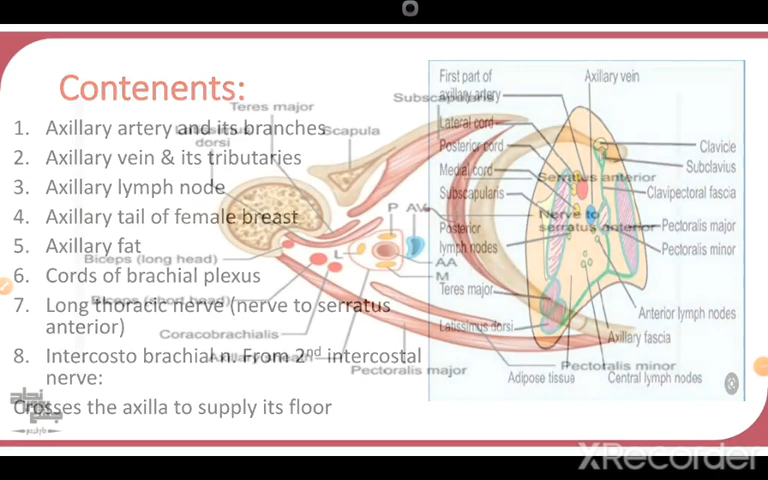 Contenents:
1. Axillary artery and its branches
2. Axillary vein & its tributaries
3. Axillary lymph node
4. Axillary tail of female breast
5. Axillary fat
6. Cords of brachial plexus
7. Long thoracic nerve (nerve to serratus
anterior)
8. Intercosto brachial n. From 2nd intercostal
nerve:
Crosses the axilla to supply its floor
Teres major
dorsi
Scapula
Subscapularis
Serratus anterior
Nerve to
serratus anterior
P
AV
L
AA
M
Biceps (long head)
Biceps (short head)
Coracobrachialis
Pectoralis major
Pectoralis minor
First part of
axillary artery
Lateral cord
Posterior cord
Medial cord
Subscapularis
Posterior
lymph nodes
Teres major
Latissimus dorsi
Adipose tissue
Axillary vein
Clavicle
Subclavius
Clavipectoral fascia
Pectoralis major
Pectoralis minor
Anterior lymph nodes
Axillary fascia
Central lymph nodes
XRecorder